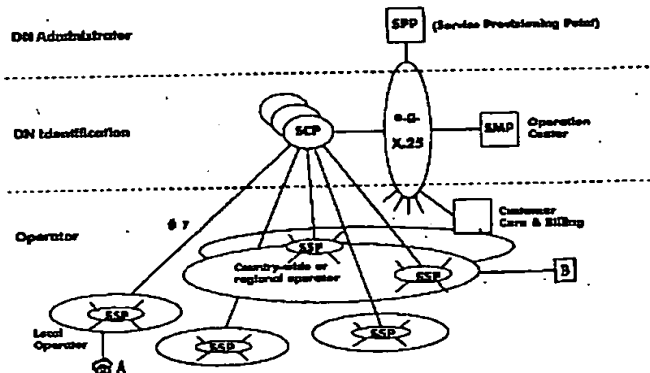 SPP (Service Provisioning Point)
DN Administrator
e.g.
X.25
SCP
SMP
Operation
Center
DN Identification
Customer
Care & Billing
Operator
# 7
SSP
Country-wide or
regional operator
SSP
B
SSP
Local
Operator
SSP
SSP
A